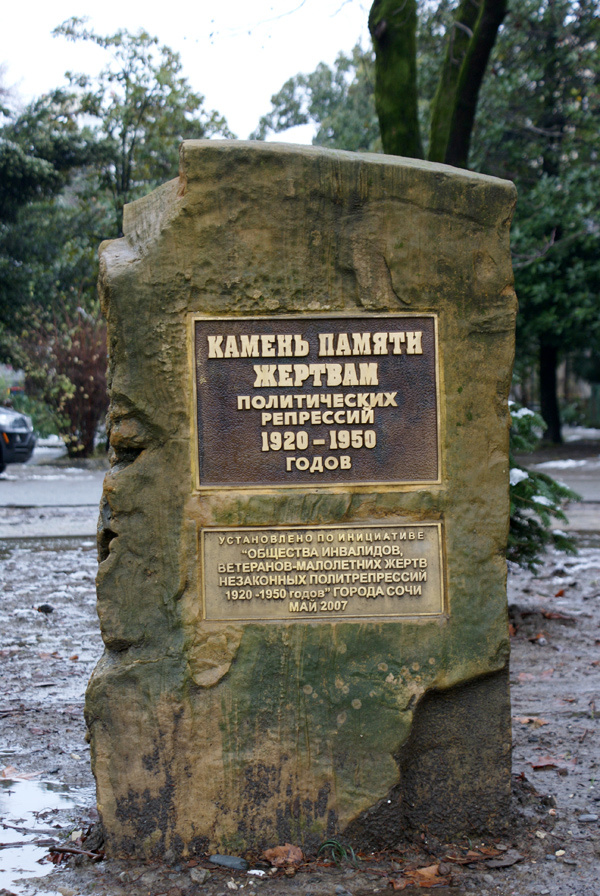 КАМЕНЬ ПАМЯТИ
ЖЕРТВАМ
ПОЛИТИЧЕСКИХ
РЕПРЕССИЙ
1920 – 1950
ГОДОВ
УСТАНОВЛЕНО ПО ИНИЦИАТИВЕ
"ОБЩЕСТВА ИНВАЛИДОВ,
ВЕТЕРАНОВ-МАЛОЛЕТНИХ ЖЕРТВ
НЕЗАКОННЫХ ПОЛИТРЕПРЕССИЙ
1920 -1950 годов" ГОРОДА СОЧИ
МАЙ 2007